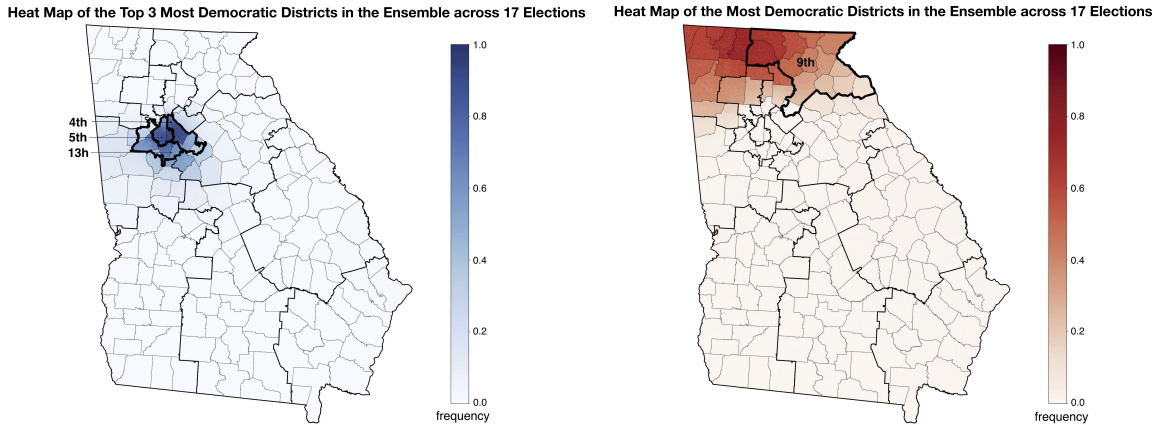 Heat Map of the Top 3 Most Democratic Districts in the Ensemble across 17 Elections
4th
5th
13h
1.0
0.8
0.6
0.4
0.2
0.0
frequency
Heat Map of the Most Democratic Districts in the Ensemble across 17 Elections
9th
1.0
0.8
0.6
0.4
0.2
0.0
frequency